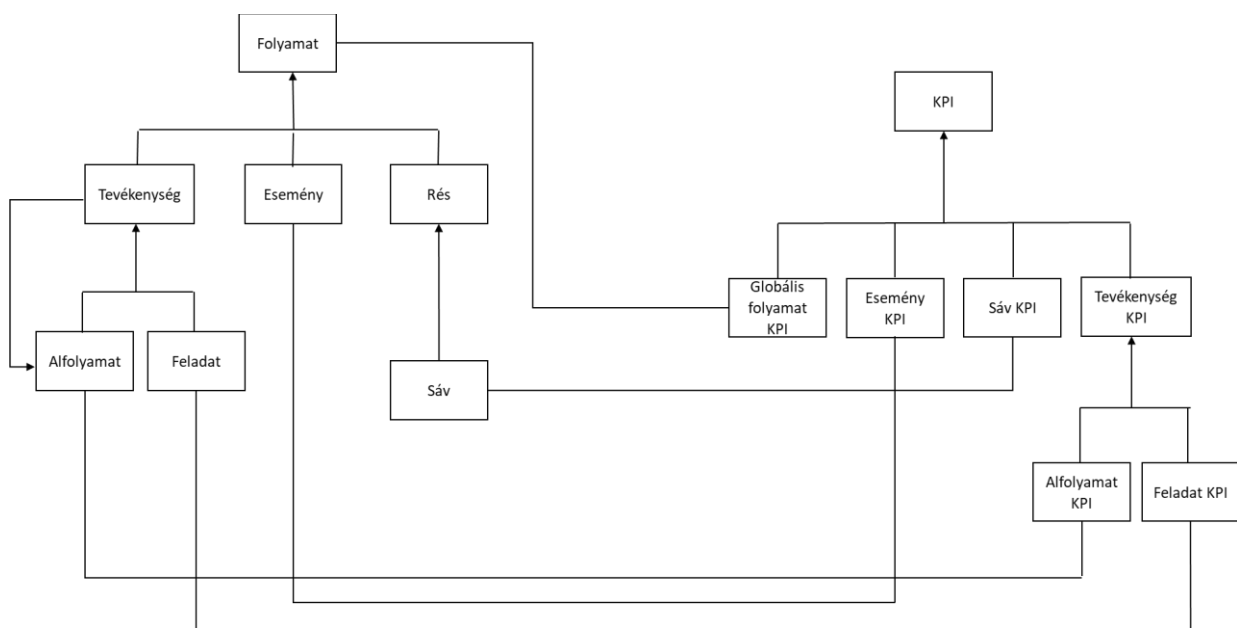 Folyamat
KPI
Tevékenység
Esemény
Rés
Globális
folyamat
KPI
Esemény
KPI
Sáv KPI
Tevékenység
KPI
Alfolyamat
Feladat
Sáv
Alfolyamat
KPI
Feladat KPI